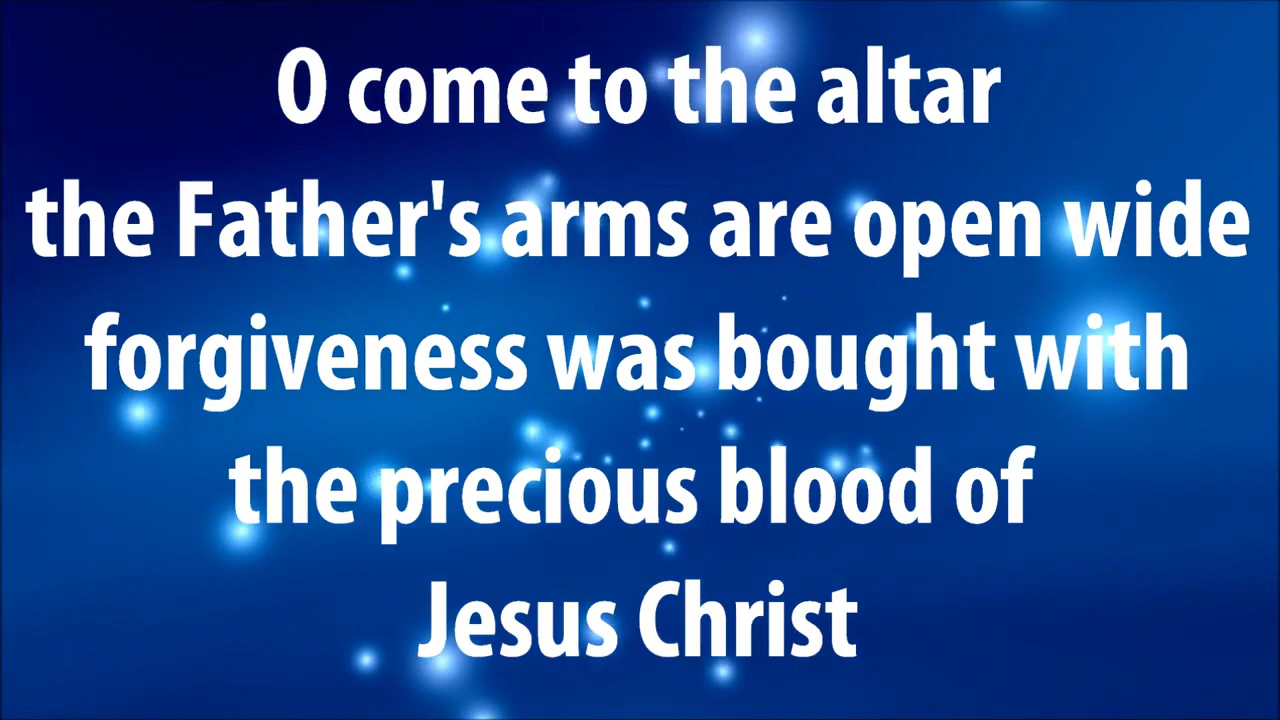 O come to the altar
the Father's arms are open wide
forgiveness was bought with
the precious blood of
Jesus Christ